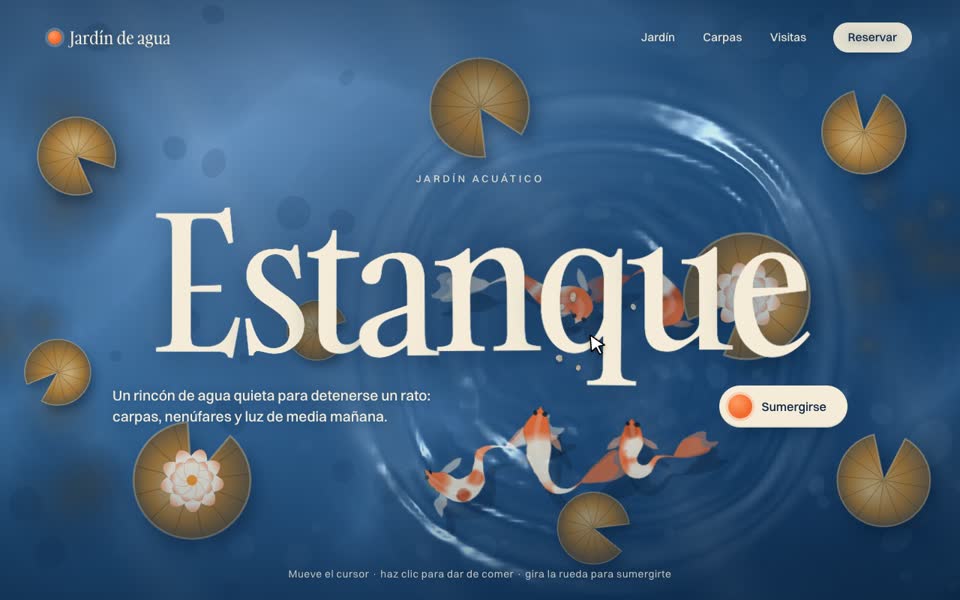 Jardín de agua
Jardín
Carpas
Visitas
Reservar
JARDÍN ACUÁTICO
Estanque
Un rincón de agua quieta para detenerse un rato:
carpas, nenúfares y luz de media mañana.
Sumergirse
Mueve el cursor · haz clic para dar de comer · gira la rueda para sumergirte